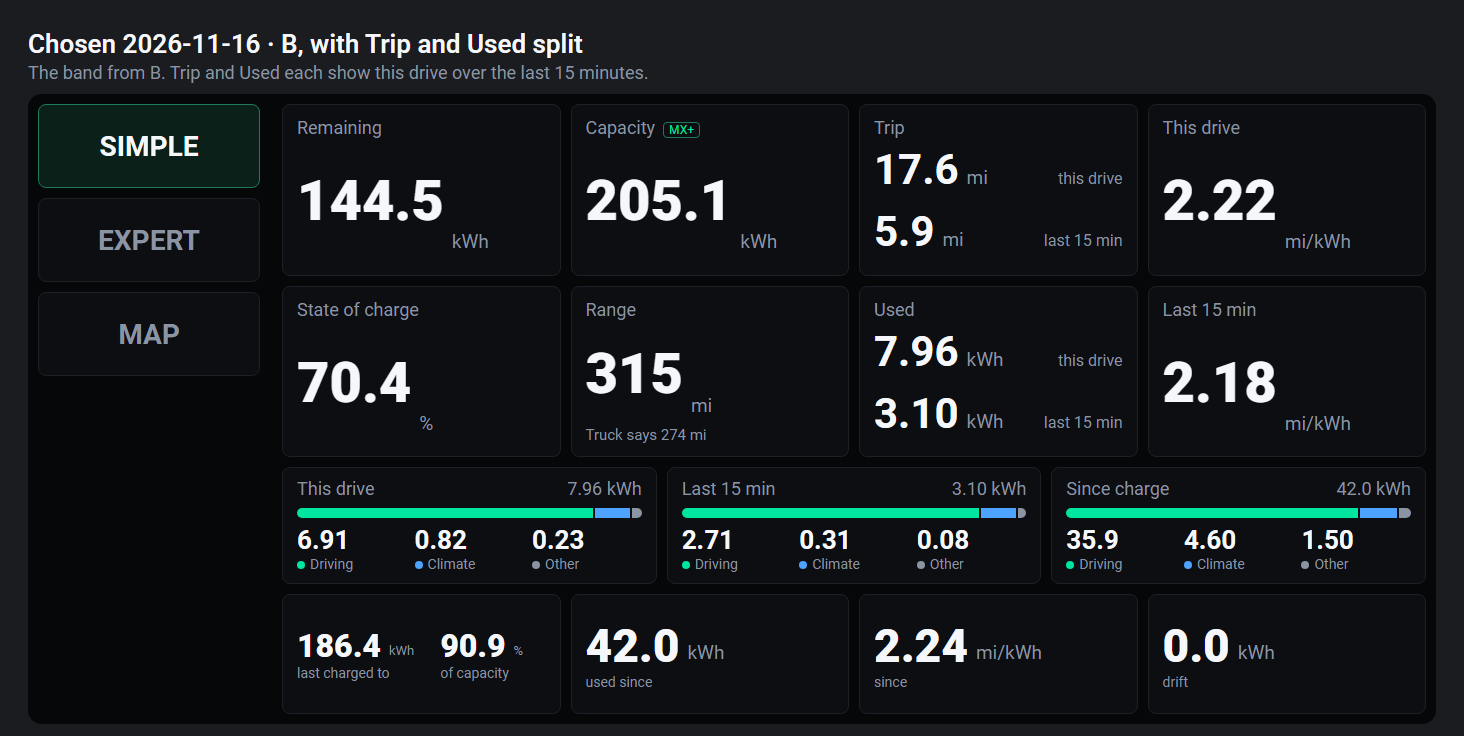 Chosen 2026-11-16 · B, with Trip and Used split
The band from B. Trip and Used each show this drive over the last 15 minutes.
SIMPLE
EXPERT
MAP
Remaining
144.5 kWh
Capacity MX+
205.1 kWh
Trip
17.6 mi this drive
5.9 mi last 15 min
This drive
2.22 mi/kWh
State of charge
70.4 %
Range
315 mi
Truck says 274 mi
Used
7.96 kWh this drive
3.10 kWh last 15 min
Last 15 min
2.18 mi/kWh
This drive 7.96 kWh
6.91 0.82 0.23
Driving Climate Other
Last 15 min 3.10 kWh
2.71 0.31 0.08
Driving Climate Other
Since charge 42.0 kWh
35.9 4.60 1.50
Driving Climate Other
186.4 kWh 90.9 %
last charged to of capacity
42.0 kWh
used since
2.24 mi/kWh
since
0.0 kWh
drift